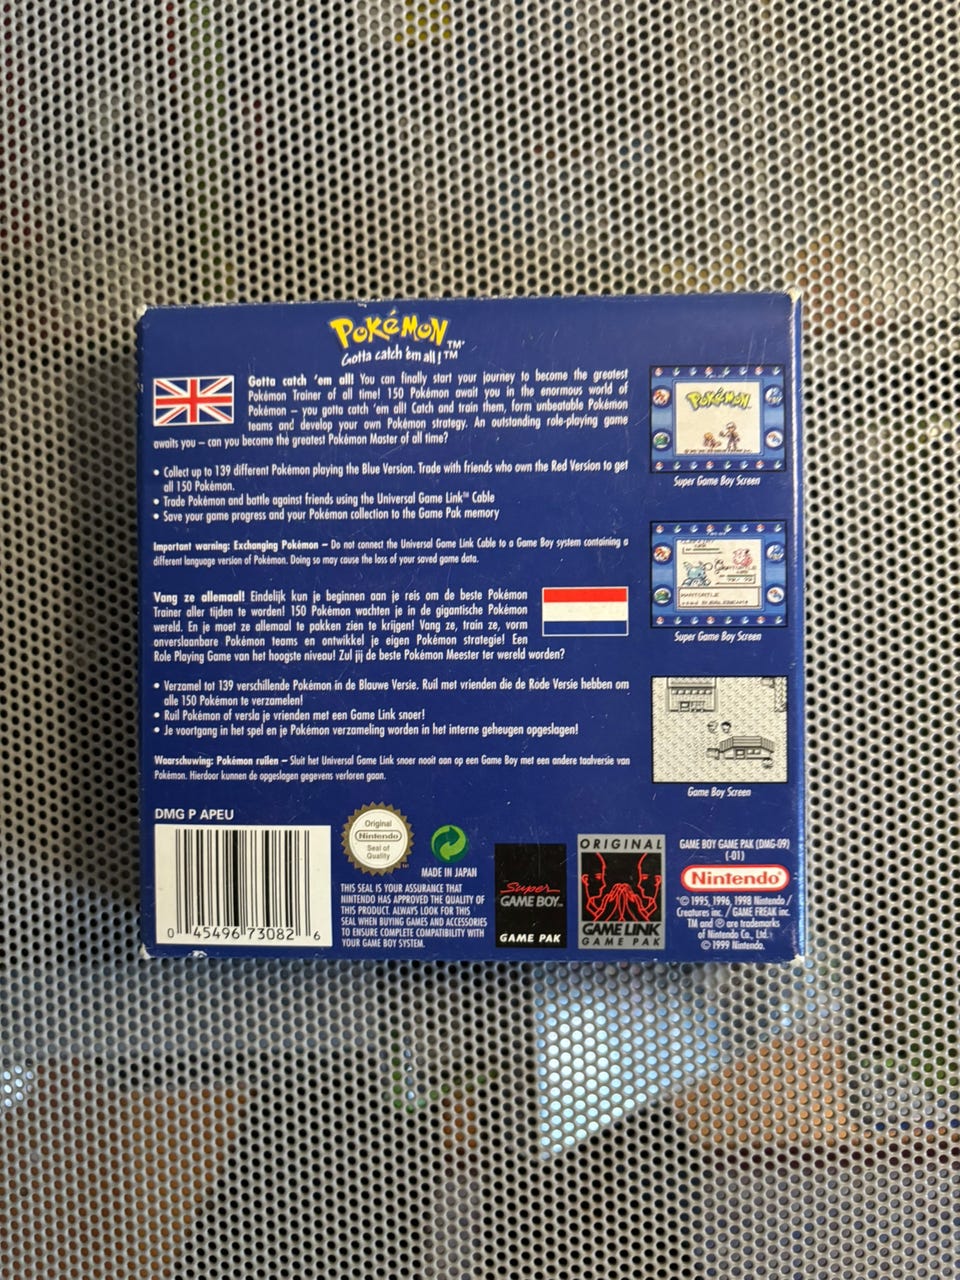 POKéMON™
Gotta catch 'em all!™
Gotta catch 'em all! You can finally start your journey to become the greatest
Pokémon Trainer of all time! 150 Pokémon await you in the enormous world of
Pokémon – you gotta catch 'em all! Catch and train them, form unbeatable Pokémon
teams and develop your own Pokémon strategy. An outstanding role-playing game
awaits you – can you become the greatest Pokémon Master of all time?
• Collect up to 139 different Pokémon playing the Blue Version. Trade with friends who own the Red Version to get
all 150 Pokémon.
• Trade Pokémon and battle against friends using the Universal Game Link™ Cable
• Save your game progress and your Pokémon collection to the Game Pak memory
Important warning: Exchanging Pokémon – Do not connect the Universal Game Link Cable to a Game Boy system containing a
different language version of Pokémon. Doing so may cause the loss of your saved game data.
Vang ze allemaal! Eindelijk kun je beginnen aan je reis om de beste Pokémon
Trainer aller tijden te worden! 150 Pokémon wachten je in de gigantische Pokémon
wereld. En je moet ze allemaal te pakken zien te krijgen! Vang ze, train ze, vorm
onverslaanbare Pokémon teams en ontwikkel je eigen Pokémon strategie! Een
Role Playing Game van het hoogste niveau! Zul jij de beste Pokémon Meester ter wereld worden?
• Verzamel tot 139 verschillende Pokémon in de Blauwe Versie. Ruil met vrienden die de Rode Versie hebben om
alle 150 Pokémon te verzamelen!
• Ruil Pokémon of versla je vrienden met een Game Link snoer!
• Je voortgang in het spel en je Pokémon verzameling worden in het interne geheugen opgeslagen!
Waarschuwing: Pokémon ruilen – Sluit het Universal Game Link snoer nooit aan op een Game Boy met een andere taalversie van
Pokémon. Hierdoor kunnen de opgeslagen gegevens verloren gaan.
POKéMON
Super Game Boy Screen
WARTORTLE
used BUBBLEBEAM!
Super Game Boy Screen
Game Boy Screen
DMG P APEU
0 45496 73082 6
Original
Nintendo
Seal of
Quality
MADE IN JAPAN
THIS SEAL IS YOUR ASSURANCE THAT
NINTENDO HAS APPROVED THE QUALITY OF
THIS PRODUCT. ALWAYS LOOK FOR THIS
SEAL WHEN BUYING GAMES AND ACCESSORIES
TO ENSURE COMPLETE COMPATIBILITY WITH
YOUR GAME BOY SYSTEM.
Super
GAME BOY™
GAME PAK
ORIGINAL
GAME LINK
GAME PAK
GAME BOY GAME PAK (DMG-09)
(-01)
Nintendo®
©1995, 1996, 1998 Nintendo /
Creatures inc. / GAME FREAK inc.
TM and ® are trademarks
of Nintendo Co., Ltd.
© 1999 Nintendo.